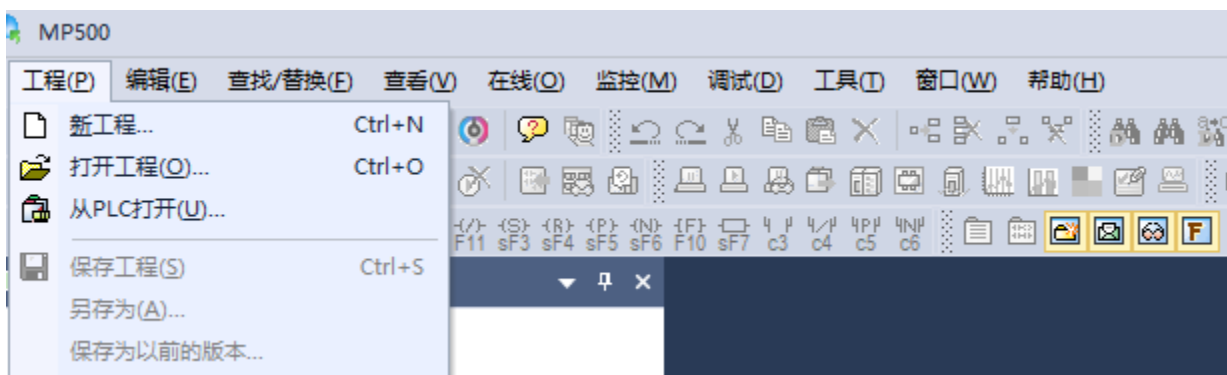 MP500
工程(P) 编辑(E) 查找/替换(F) 查看(V) 在线(O) 监控(M) 调试(D) 工具(T) 窗口(W) 帮助(H)
新工程... Ctrl+N
打开工程(O)... Ctrl+O
从PLC打开(U)...
F11 sF3 sF4 sF5 sF6 F10 sF7 c3 c4 c5 c6 F
保存工程(S) Ctrl+S
另存为(A)...
保存为以前的版本...